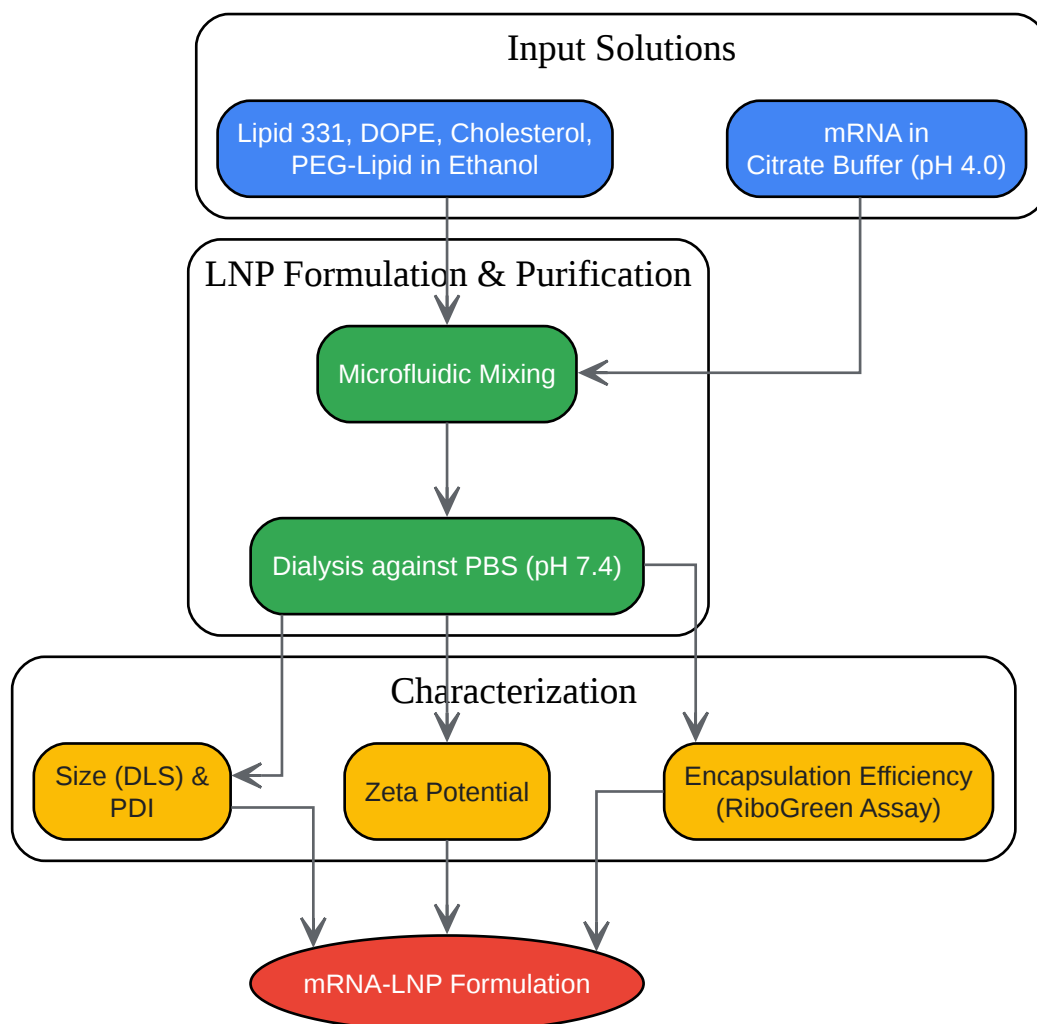 Input Solutions
Lipid 331, DOPE, Cholesterol,
PEG-Lipid in Ethanol
mRNA in
Citrate Buffer (pH 4.0)
LNP Formulation & Purification
Microfluidic Mixing
Dialysis against PBS (pH 7.4)
Characterization
Size (DLS) &
PDI
Zeta Potential
Encapsulation Efficiency
(RiboGreen Assay)
mRNA-LNP Formulation